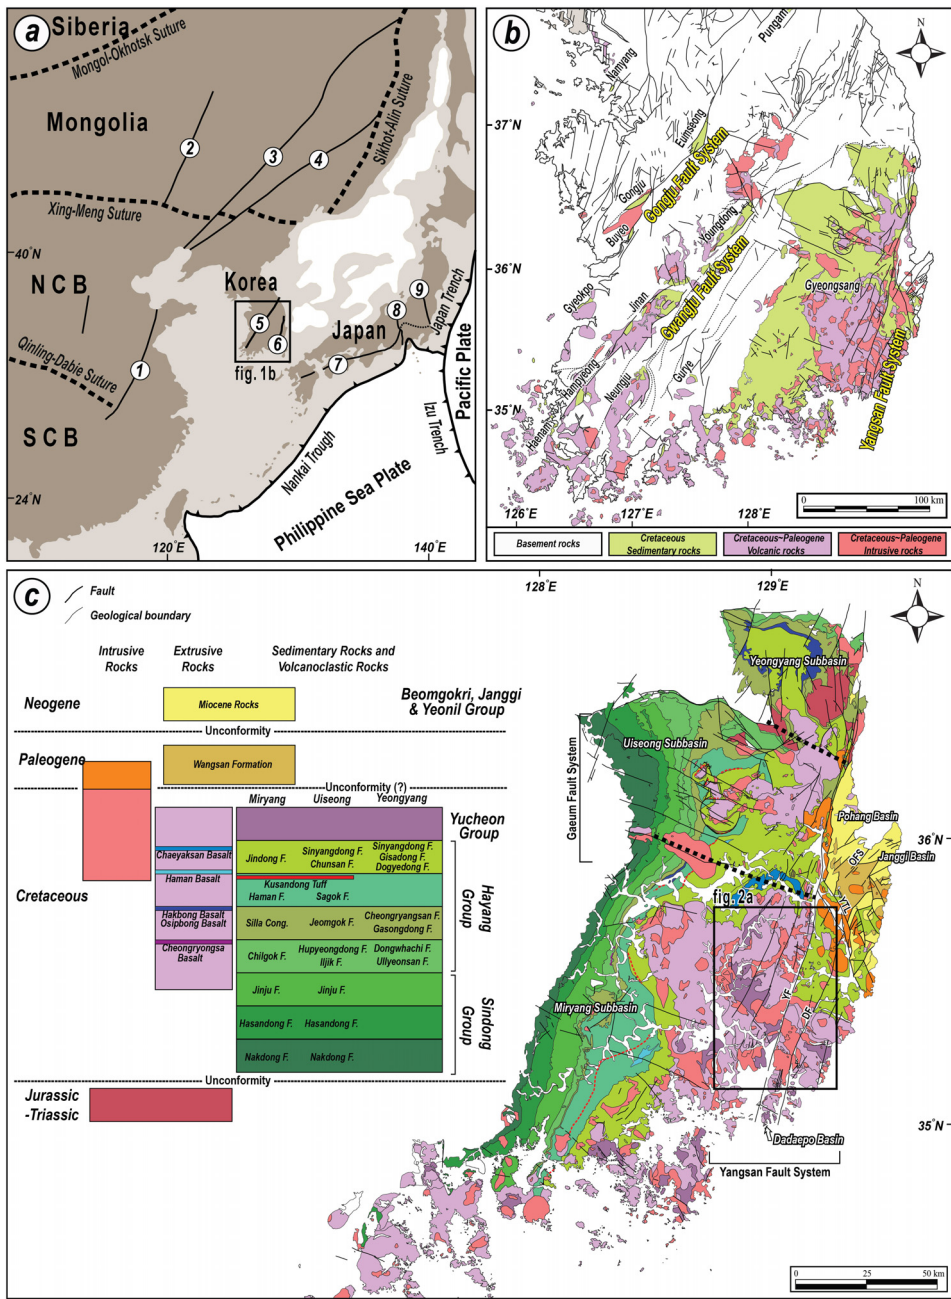 a
Siberia
Mongol-Okhotsk Suture
Mongolia
2
3
4
Sikhot-Alin Suture
Xing-Meng Suture
40°N
NCB
Korea
5
6
fig. 1b
Japan
7
8
9
Japan Trench
Pacific Plate
1
Qinling-Dabie Suture
SCB
Izu Trench
Nankai Trough
Philippine Sea Plate
24°N
120°E
140°E
b
N
Pungam
Namyang
37°N
Eumseong
Gongju Fault System
Gongju
Buyeo
Youngdong
36°N
Gyeokpo
Jinan
Gwangju Fault System
Gyeongsang
Yangsan Fault System
Hampyeong
Neungju
Gurye
Haenam
35°N
0
100 km
126°E
127°E
128°E
Basement rocks
Cretaceous
Sedimentary rocks
Cretaceous~Paleogene
Volcanic rocks
Cretaceous~Paleogene
Intrusive rocks
c
Fault
Geological boundary
Intrusive
Rocks
Extrusive
Rocks
Sedimentary Rocks and
Volcanoclastic Rocks
Neogene
Miocene Rocks
Beomgokri, Janggi
& Yeonil Group
Unconformity
Paleogene
Wangsan Formation
Unconformity (?)
Miryang Uiseong Yeongyang
Yucheon
Group
Cretaceous
Chaeyaksan Basalt
Haman Basalt
Hakbong Basalt
Osipbong Basalt
Cheongryongsa
Basalt
Jindong F.
Sinyangdong F.
Chunsan F.
Sinyangdong F.
Gisadong F.
Dogyedong F.
Kusandong Tuff
Haman F. Sagok F.
Silla Cong. Jeomgok F.
Cheongryangsan F.
Gasongdong F.
Chilgok F.
Hupyeongdong F.
Iljik F.
Dongwhachi F.
Ullyeonsan F.
Hayang
Group
Jinju F. Jinju F.
Hasandong F. Hasandong F.
Nakdong F. Nakdong F.
Sindong
Group
Unconformity
Jurassic
-Triassic
128°E
129°E
N
Yeongyang Subbasin
Uiseong Subbasin
Gaeum Fault System
Pohang Basin
36°N
OFS
Janggi Basin
YTL
fig. 2a
YF
DF
Miryang Subbasin
35°N
Dadaepo Basin
Yangsan Fault System
0
25
50 km